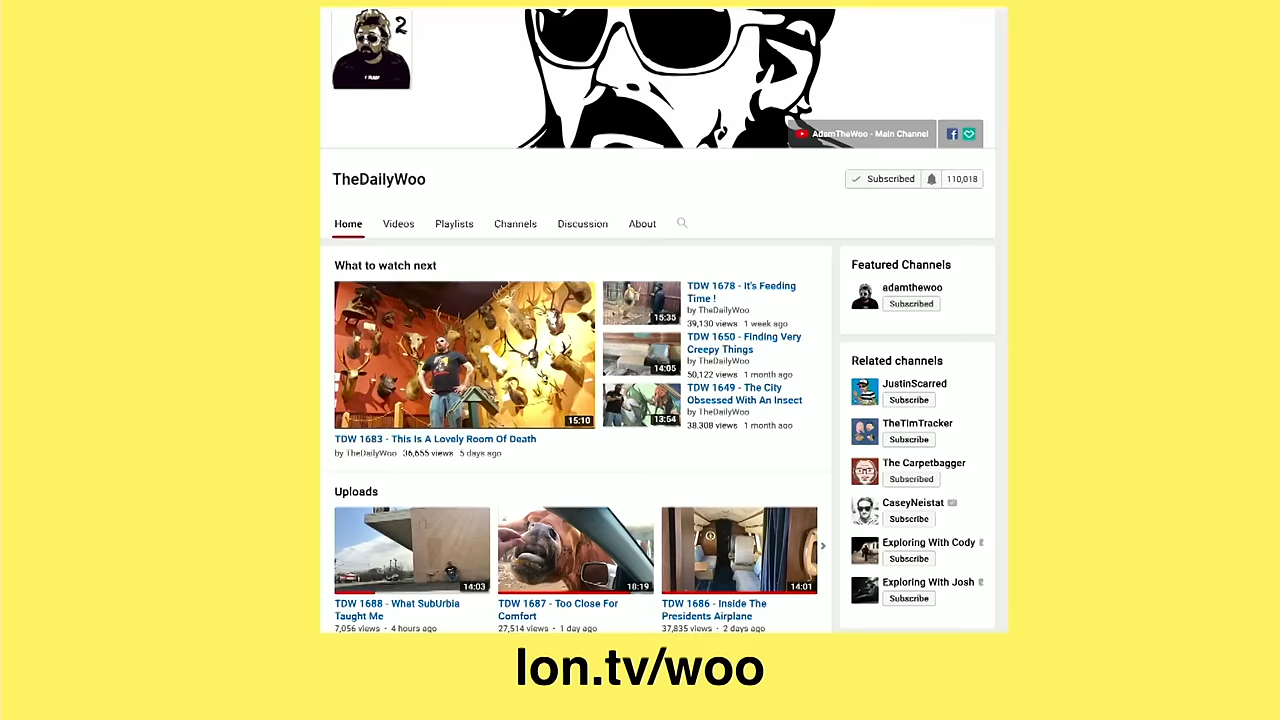 2
AdamTheWoo - Main Channel
TheDailyWoo
Subscribed 110,018
Home Videos Playlists Channels Discussion About
What to watch next
15:10
TDW 1683 - This Is A Lovely Room Of Death
by TheDailyWoo 36,655 views 5 days ago
15:35
TDW 1678 - It's Feeding
Time !
by TheDailyWoo
39,130 views 1 week ago
14:05
TDW 1650 - Finding Very
Creepy Things
by TheDailyWoo
50,122 views 1 month ago
13:54
TDW 1649 - The City
Obsessed With An Insect
by TheDailyWoo
38,308 views 1 month ago
Featured Channels
adamthewoo
Subscribed
Related channels
JustinScarred
Subscribe
TheTimTracker
Subscribe
The Carpetbagger
Subscribed
CaseyNeistat
Subscribe
Exploring With Cody
Subscribe
Exploring With Josh
Subscribe
Uploads
14:03
TDW 1688 - What SubUrbia
Taught Me
7,056 views • 4 hours ago
18:19
TDW 1687 - Too Close For
Comfort
27,514 views • 1 day ago
14:01
TDW 1686 - Inside The
Presidents Airplane
37,835 views • 2 days ago
lon.tv/woo